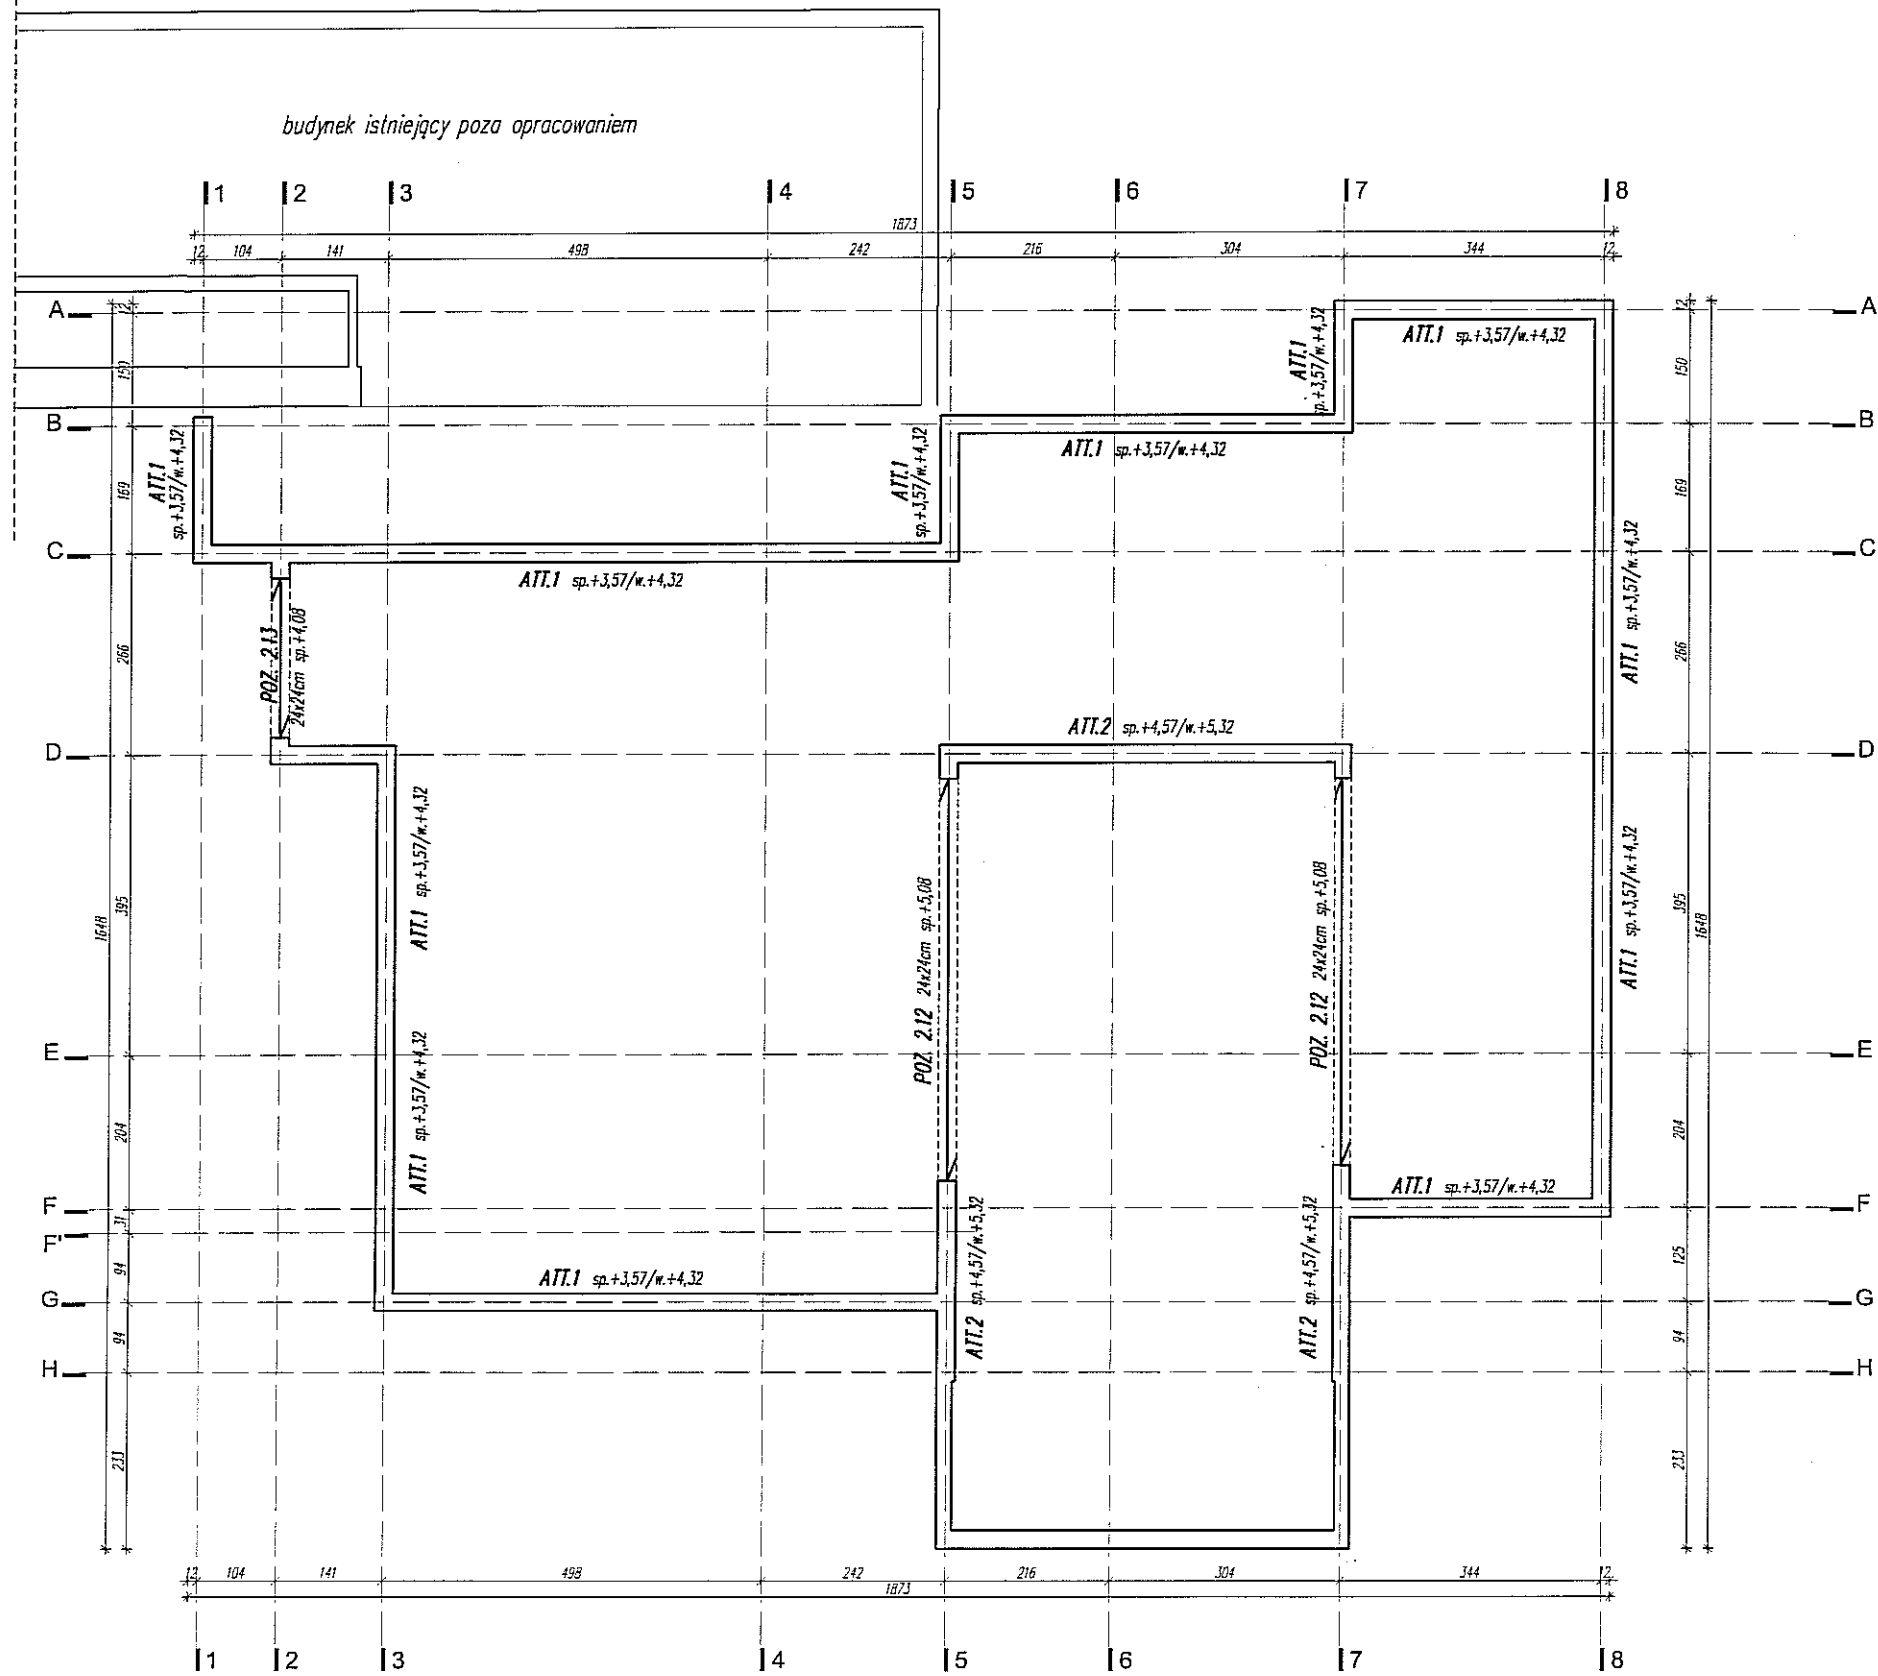 budynek istniejący poza opracowaniem
1 2 3 4 5 6 7 8
1873
12 104 141 498 242 216 304 344 12
A A
12 12
ATT.1 sp.+3,57/w.+4,32
ATT.1
sp.+3,57/w.+4,32
150 150
B B
ATT.1 sp.+3,57/w.+4,32
ATT.1
sp.+3,57/w.+4,32
ATT.1
sp.+3,57/w.+4,32
169 169
C C
ATT.1 sp.+3,57/w.+4,32
ATT.1 sp.+3,57/w.+4,32
POZ. 2.13
24x24cm sp.+4,08
266 266
ATT.2 sp.+4,57/w.+5,32
D D
ATT.1 sp.+3,57/w.+4,32
ATT.1 sp.+3,57/w.+4,32
1648 395 395 1648
POZ. 2.12 24x24cm sp.+5,08
POZ. 2.12 24x24cm sp.+5,08
E E
ATT.1 sp.+3,57/w.+4,32
204 204
ATT.1 sp.+3,57/w.+4,32
F F
31
F'
94 125
ATT.2 sp.+4,57/w.+5,32
ATT.2 sp.+4,57/w.+5,32
ATT.1 sp.+3,57/w.+4,32
G G
94 94
H H
233 233
12 104 141 498 242 216 304 344 12
1873
1 2 3 4 5 6 7 8